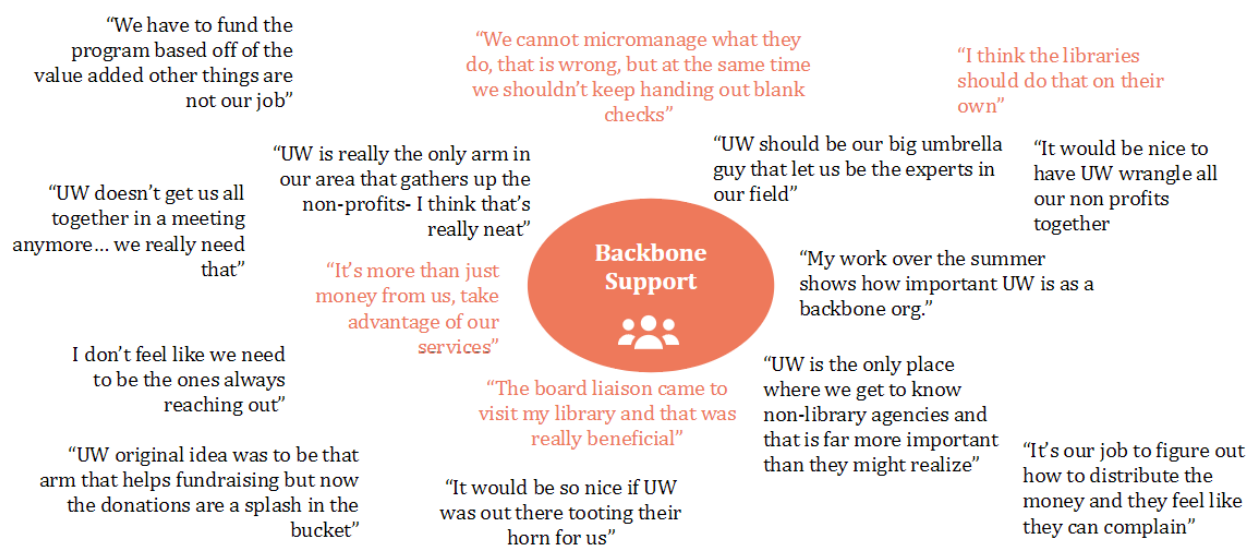 “We have to fund the
program based off of the
value added other things are
not our job”
“We cannot micromanage what they
do, that is wrong, but at the same time
we shouldn’t keep handing out blank
checks”
“I think the libraries
should do that on their
own”
“UW is really the only arm in
our area that gathers up the
non-profits- I think that’s
really neat”
“UW should be our big umbrella
guy that let us be the experts in
our field”
“It would be nice to
have UW wrangle all
our non profits
together
“UW doesn’t get us all
together in a meeting
anymore… we really need
that”
Backbone
Support
“It’s more than just
money from us, take
advantage of our
services”
“My work over the summer
shows how important UW is as a
backbone org.”
I don’t feel like we need
to be the ones always
reaching out”
“The board liaison came to
visit my library and that was
really beneficial”
“UW is the only place
where we get to know
non-library agencies and
that is far more important
than they might realize”
“UW original idea was to be that
arm that helps fundraising but now
the donations are a splash in the
bucket”
“It would be so nice if UW
was out there tooting their
horn for us”
“It’s our job to figure out
how to distribute the
money and they feel like
they can complain”